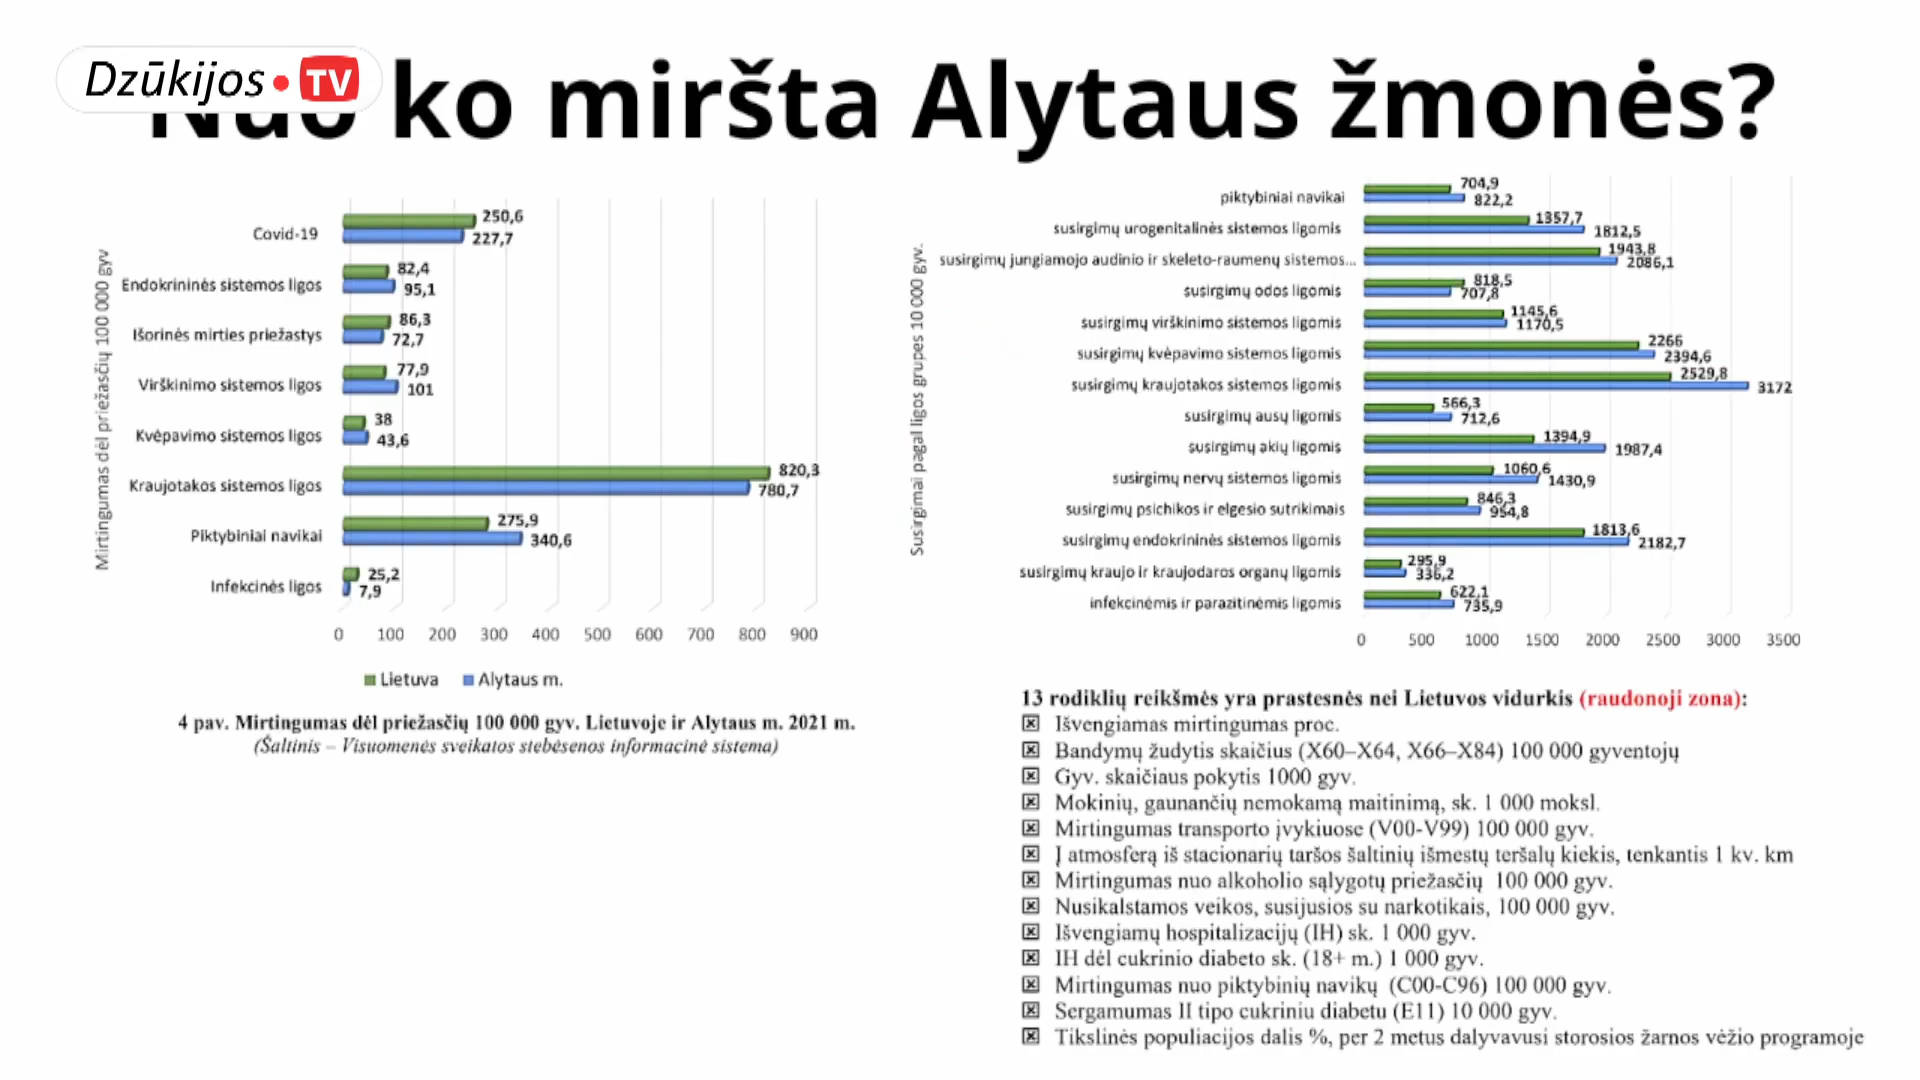 Dzūkijos TV
Nuo ko miršta Alytaus žmonės?
Mirtingumas dėl priežasčių 100 000 gyv
Covid-19
250,6
227,7
Endokrininės sistemos ligos
82,4
95,1
Išorinės mirties priežastys
86,3
72,7
Virškinimo sistemos ligos
77,9
101
Kvėpavimo sistemos ligos
38
43,6
Kraujotakos sistemos ligos
820,3
780,7
Piktybiniai navikai
275,9
340,6
Infekcinės ligos
25,2
7,9
0 100 200 300 400 500 600 700 800 900
Lietuva Alytaus m.
4 pav. Mirtingumas dėl priežasčių 100 000 gyv. Lietuvoje ir Alytaus m. 2021 m.
(Šaltinis – Visuomenės sveikatos stebėsenos informacinė sistema)
Susirgimai pagal ligos grupes 10 000 gyv.
piktybiniai navikai
704,9
822,2
susirgimų urogenitalinės sistemos ligomis
1357,7
1812,5
susirgimų jungiamojo audinio ir skeleto-raumenų sistemos...
1943,8
2086,1
susirgimų odos ligomis
818,5
707,8
susirgimų virškinimo sistemos ligomis
1145,6
1170,5
susirgimų kvėpavimo sistemos ligomis
2266
2394,6
susirgimų kraujotakos sistemos ligomis
2529,8
3172
susirgimų ausų ligomis
566,3
712,6
susirgimų akių ligomis
1394,9
1987,4
susirgimų nervų sistemos ligomis
1060,6
1430,9
susirgimų psichikos ir elgesio sutrikimais
846,3
954,8
susirgimų endokrininės sistemos ligomis
1813,6
2182,7
susirgimų kraujo ir kraujodaros organų ligomis
295,9
336,2
infekcinėmis ir parazitinėmis ligomis
622,1
735,9
0 500 1000 1500 2000 2500 3000 3500
13 rodiklių reikšmės yra prastesnės nei Lietuvos vidurkis (raudonoji zona):
Išvengiamas mirtingumas proc.
Bandymų žudytis skaičius (X60–X64, X66–X84) 100 000 gyventojų
Gyv. skaičiaus pokytis 1000 gyv.
Mokinių, gaunančių nemokamą maitinimą, sk. 1 000 moksl.
Mirtingumas transporto įvykiuose (V00-V99) 100 000 gyv.
Į atmosferą iš stacionarių taršos šaltinių išmestų teršalų kiekis, tenkantis 1 kv. km
Mirtingumas nuo alkoholio sąlygotų priežasčių 100 000 gyv.
Nusikalstamos veikos, susijusios su narkotikais, 100 000 gyv.
Išvengiamų hospitalizacijų (IH) sk. 1 000 gyv.
IH dėl cukrinio diabeto sk. (18+ m.) 1 000 gyv.
Mirtingumas nuo piktybinių navikų (C00-C96) 100 000 gyv.
Sergamumas II tipo cukriniu diabetu (E11) 10 000 gyv.
Tikslinės populiacijos dalis %, per 2 metus dalyvavusi storosios žarnos vėžio programoje